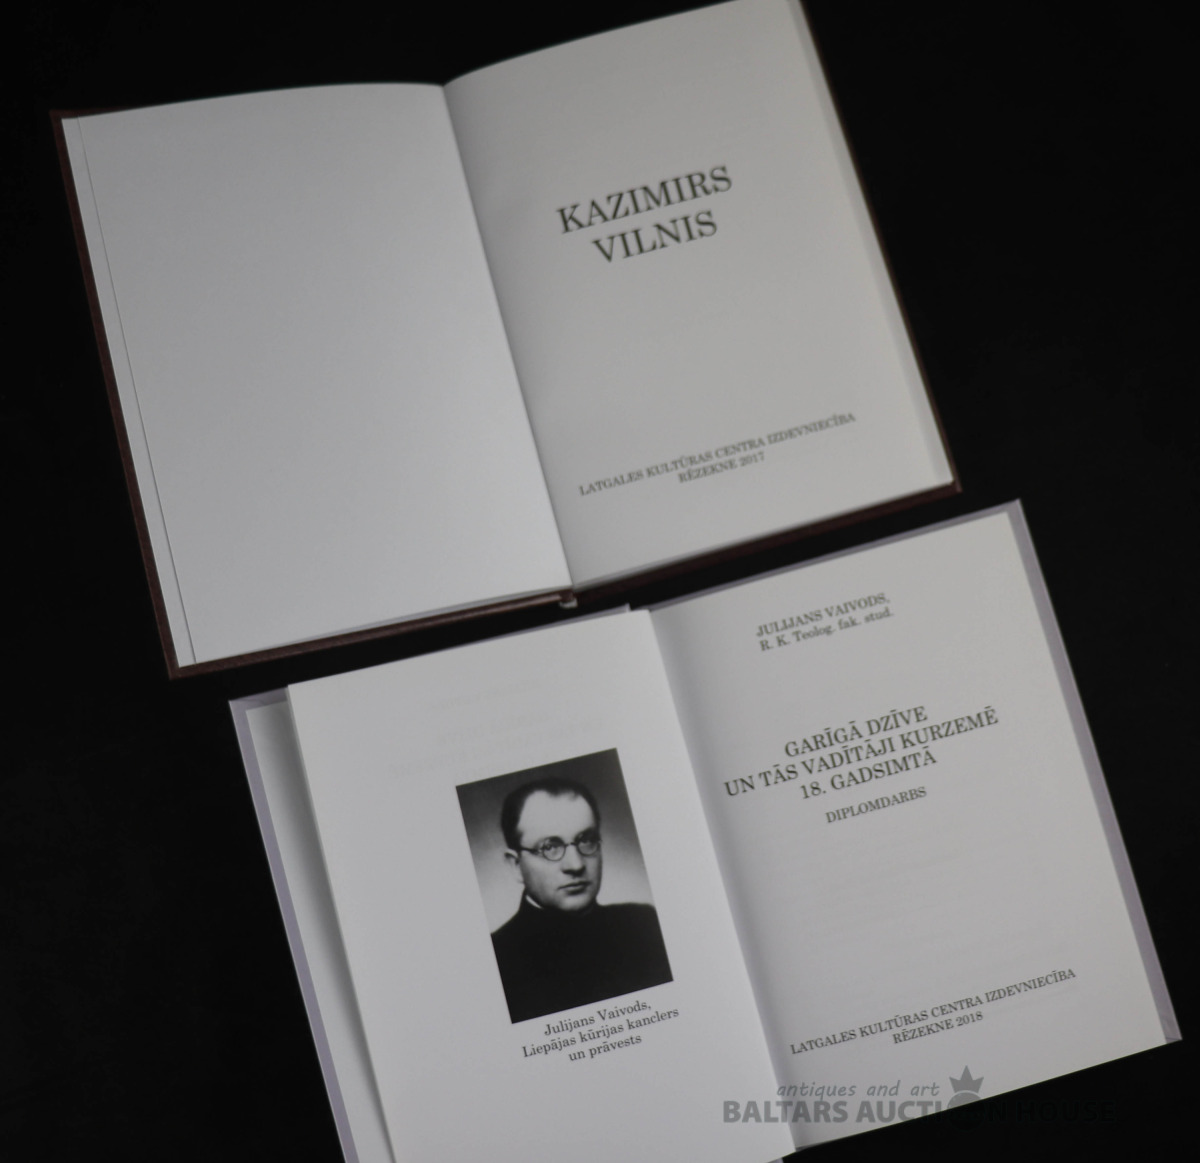 KAZIMIRS
VILNIS
LATGALES KULTŪRAS CENTRA IZDEVNIECĪBA
RĒZEKNE 2017
JULIJANS VAIVODS,
R. K. Teolog. fak. stud.
GARĪGĀ DZĪVE
UN TĀS VADĪTĀJI KURZEMĒ
18. GADSIMTĀ
DIPLOMDARBS
Julijans Vaivods,
Liepājas kūrijas kanclers
un prāvests
LATGALES KULTŪRAS CENTRA IZDEVNIECĪBA
RĒZEKNE 2018
antiques and art
BALTARS AUCTION HOUSE